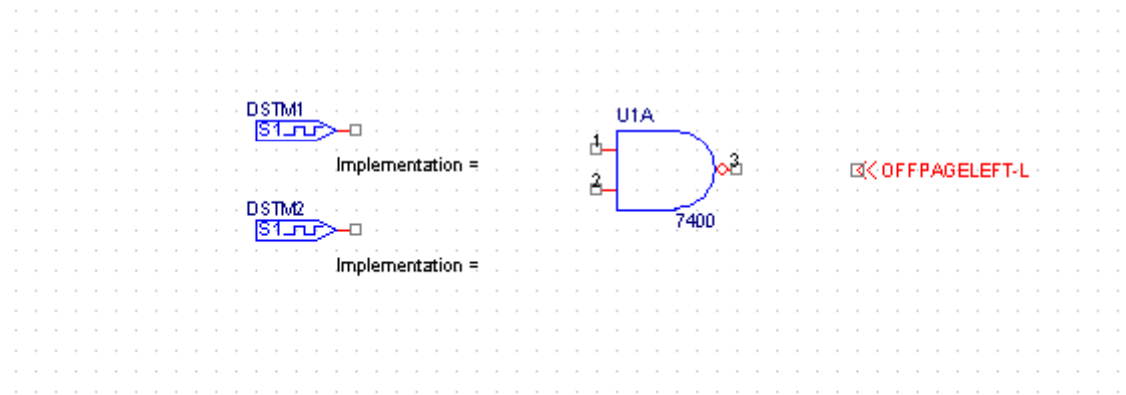 DSTM1
S1
Implementation =
DSTM2
S1
Implementation =
U1A
1
2
3
7400
OFFPAGELEFT-L